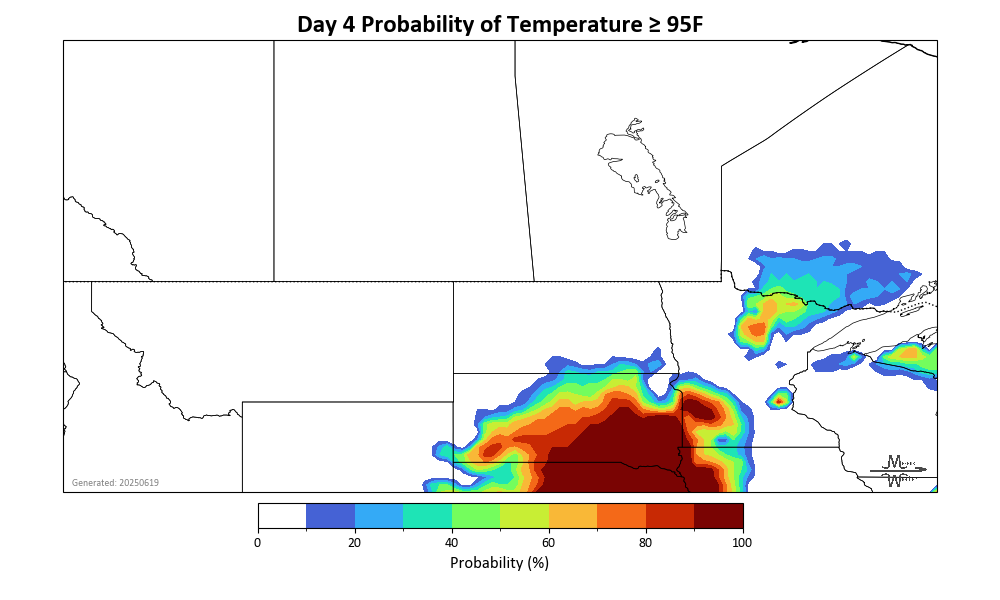 Day 4 Probability of Temperature ≥ 95F
Generated: 20250619
0 20 40 60 80 100
Probability (%)